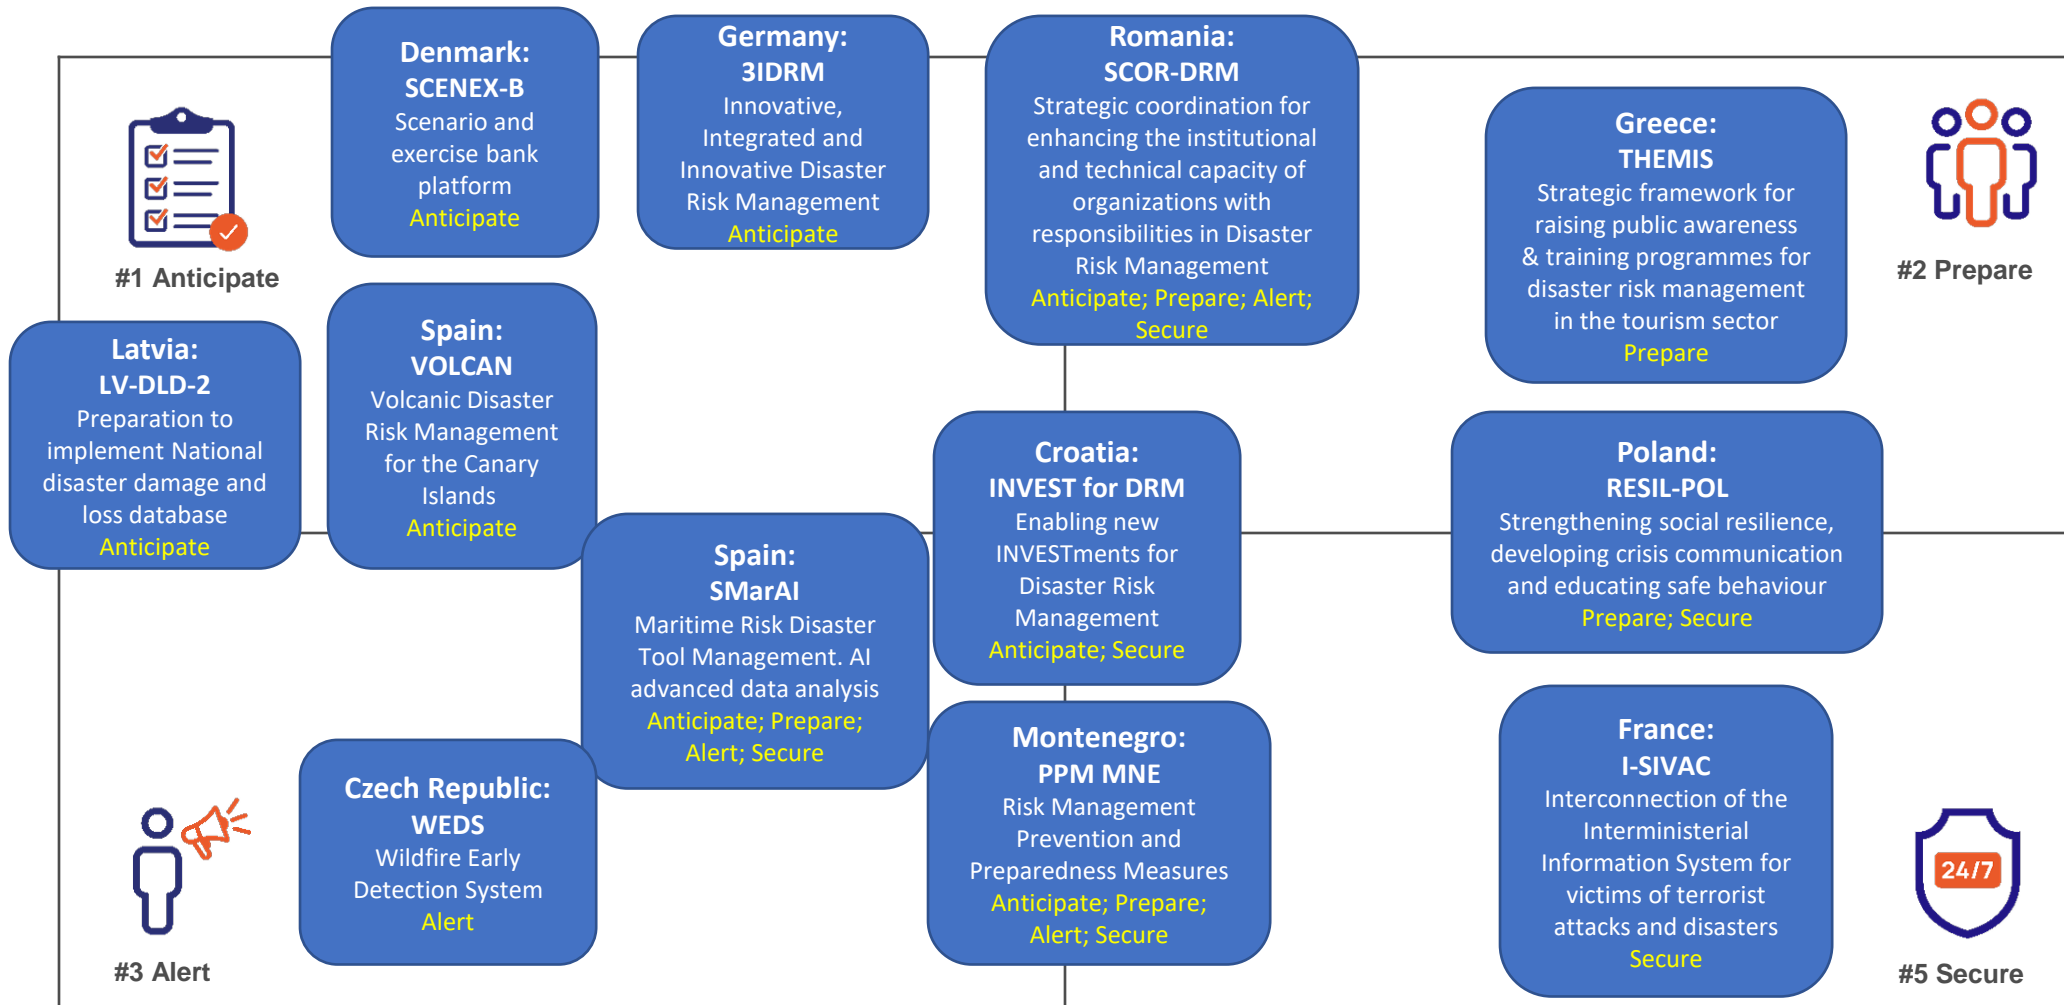 Denmark:
SCENEX-B
Scenario and
exercise bank
platform
Anticipate
Germany:
3IDRM
Innovative,
Integrated and
Innovative Disaster
Risk Management
Anticipate
Romania:
SCOR-DRM
Strategic coordination for
enhancing the institutional
and technical capacity of
organizations with
responsibilities in Disaster
Risk Management
Anticipate; Prepare; Alert;
Secure
Greece:
THEMIS
Strategic framework for
raising public awareness
& training programmes for
disaster risk management
in the tourism sector
Prepare
#1 Anticipate
#2 Prepare
Latvia:
LV-DLD-2
Preparation to
implement National
disaster damage and
loss database
Anticipate
Spain:
VOLCAN
Volcanic Disaster
Risk Management
for the Canary
Islands
Anticipate
Spain:
SMarAI
Maritime Risk Disaster
Tool Management. AI
advanced data analysis
Anticipate; Prepare;
Alert; Secure
Croatia:
INVEST for DRM
Enabling new
INVESTments for
Disaster Risk
Management
Anticipate; Secure
Poland:
RESIL-POL
Strengthening social resilience,
developing crisis communication
and educating safe behaviour
Prepare; Secure
Czech Republic:
WEDS
Wildfire Early
Detection System
Alert
Montenegro:
PPM MNE
Risk Management
Prevention and
Preparedness Measures
Anticipate; Prepare;
Alert; Secure
France:
I-SIVAC
Interconnection of the
Interministerial
Information System for
victims of terrorist
attacks and disasters
Secure
24/7
#3 Alert
#5 Secure